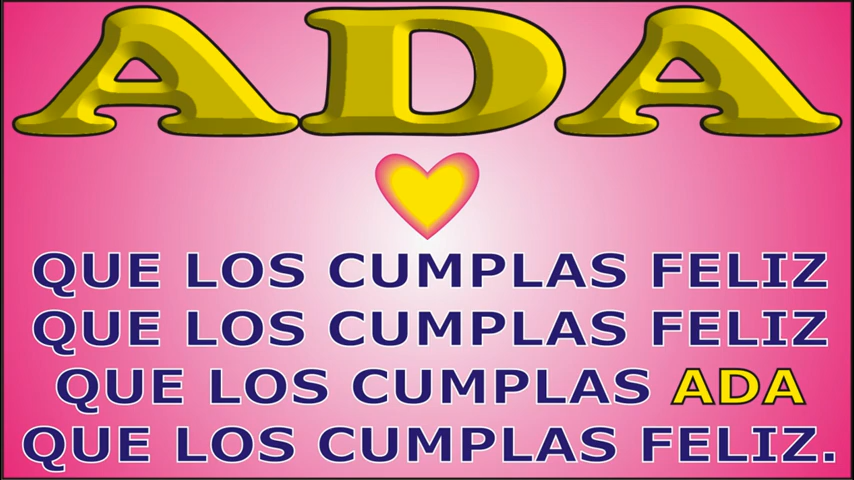 ADA
QUE LOS CUMPLAS FELIZ
QUE LOS CUMPLAS FELIZ
QUE LOS CUMPLAS ADA
QUE LOS CUMPLAS FELIZ.